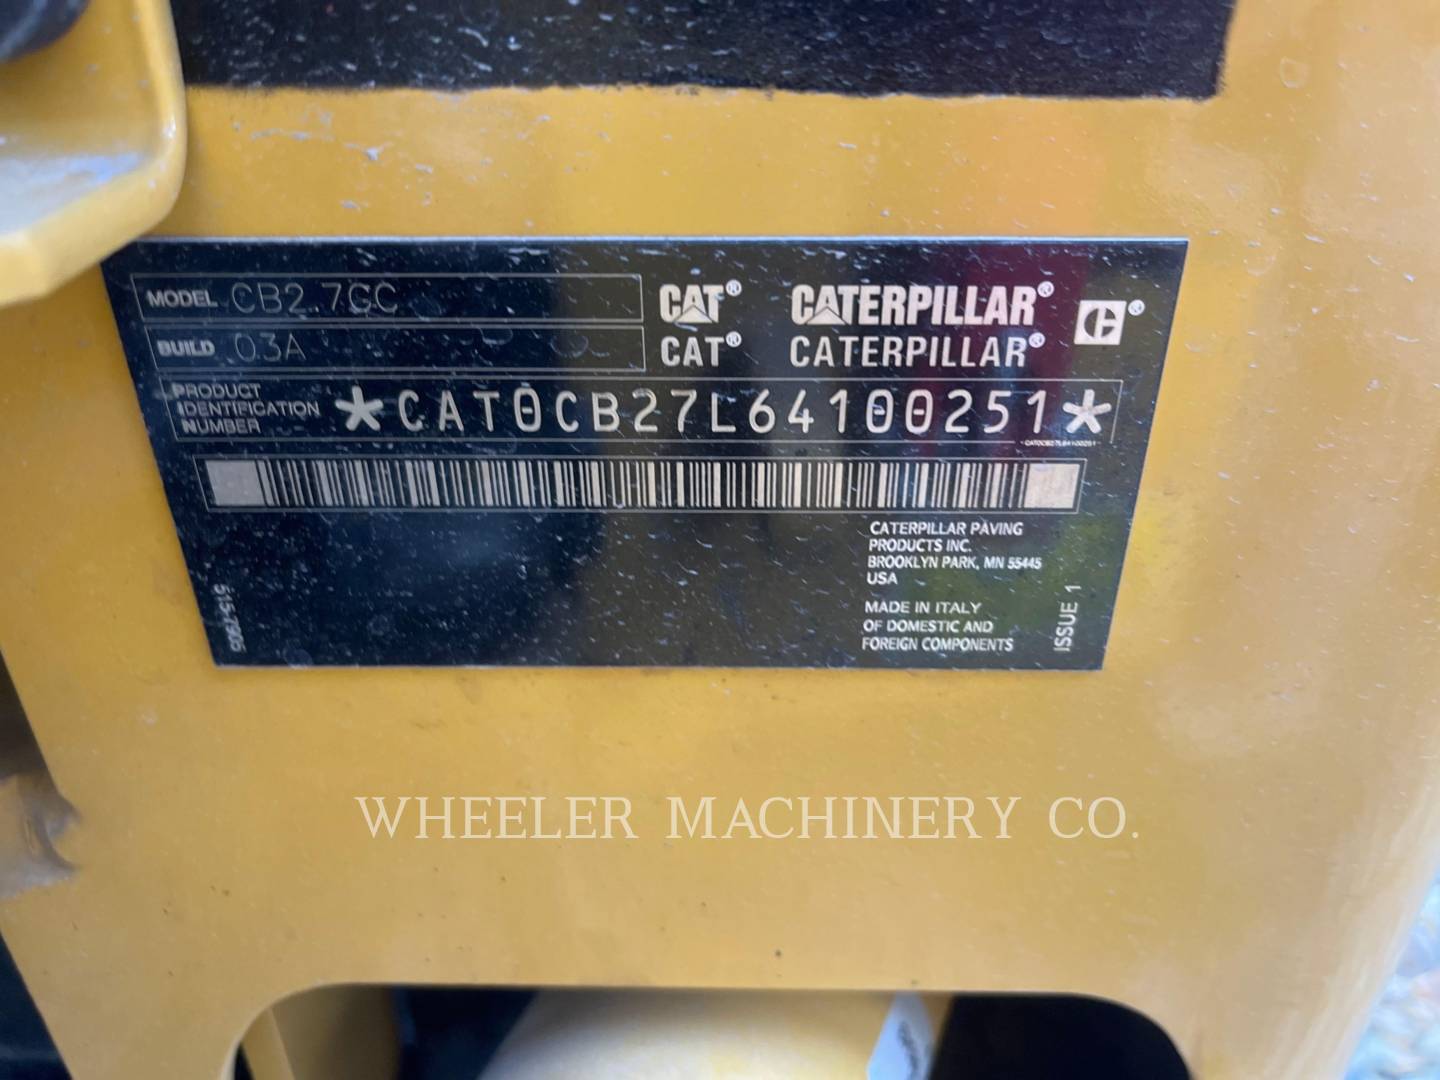 MODEL CB2.7GC
BUILD 03A
CAT® CATERPILLAR®
CAT® CATERPILLAR®
C®
PRODUCT
IDENTIFICATION
NUMBER
*CAT0CB27L64100251*
CAT0CB27L64100251
CATERPILLAR PAVING
PRODUCTS INC.
BROOKLYN PARK, MN 55445
USA
MADE IN ITALY
OF DOMESTIC AND
FOREIGN COMPONENTS
ISSUE 1
WHEELER MACHINERY CO.